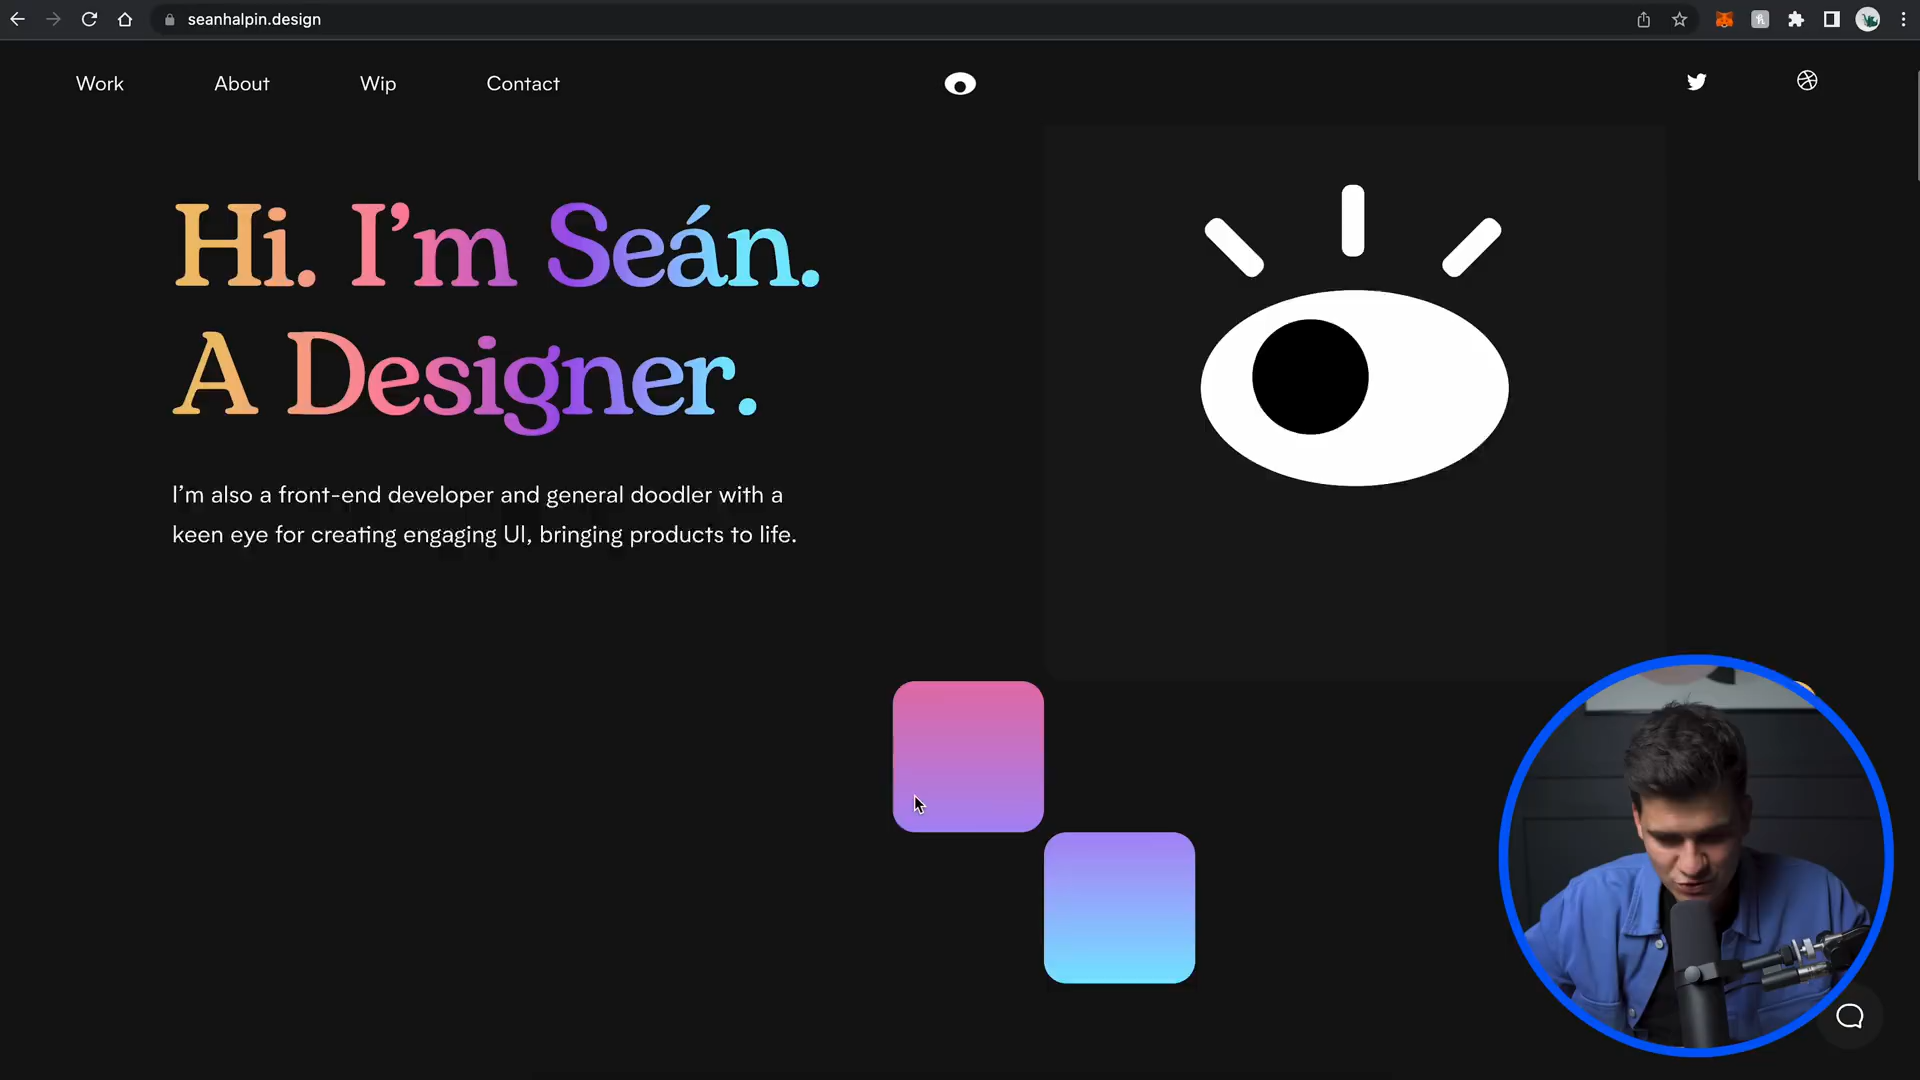 seanhalpin.design
Work About Wip Contact
Hi. I’m Seán.
A Designer.
I’m also a front-end developer and general doodler with a
keen eye for creating engaging UI, bringing products to life.